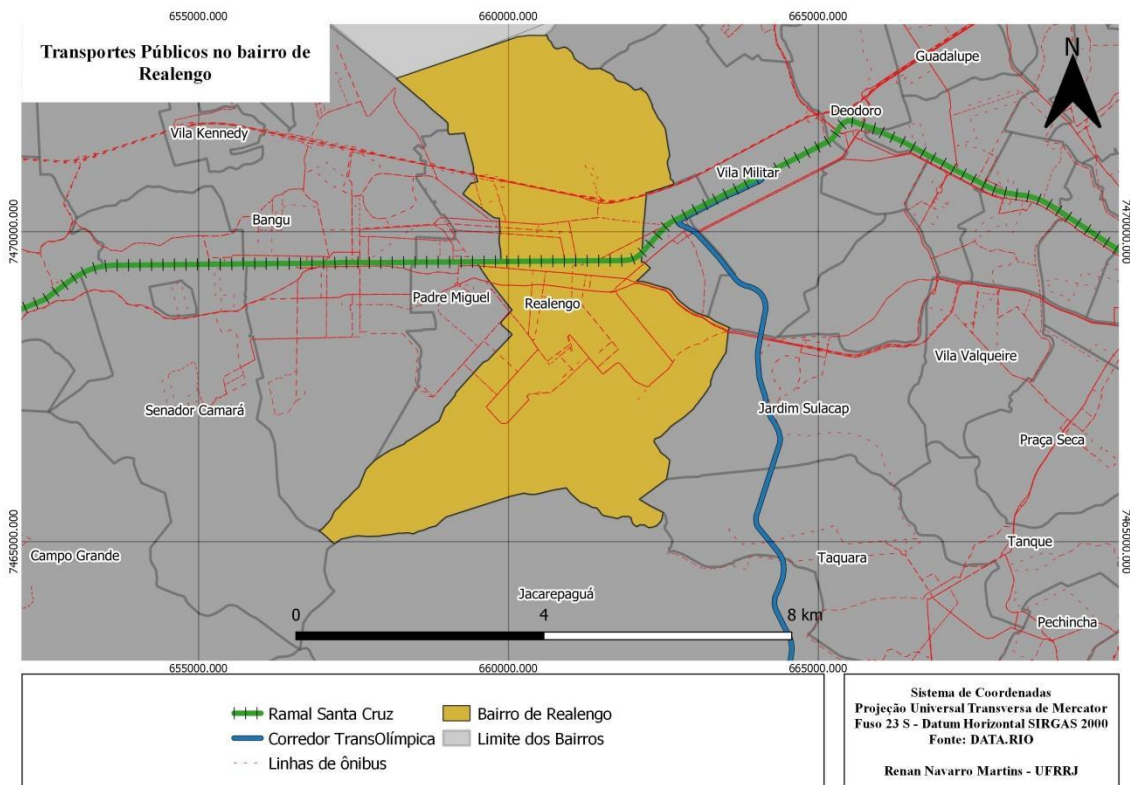 655000.000
660000.000
665000.000
Transportes Públicos no bairro de
Realengo
N
Guadalupe
Deodoro
Vila Kennedy
Vila Militar
7470000.000
7470000.000
Bangu
Padre Miguel
Realengo
Vila Valqueire
Senador Camará
Jardim Sulacap
Praça Seca
7465000.000
7465000.000
Campo Grande
Taquara
Tanque
Jacarepaguá
0
4
8 km
Pechincha
655000.000
660000.000
665000.000
Ramal Santa Cruz
Bairro de Realengo
Corredor TransOlímpica
Limite dos Bairros
Linhas de ônibus
Sistema de Coordenadas
Projeção Universal Transversa de Mercator
Fuso 23 S - Datum Horizontal SIRGAS 2000
Fonte: DATA.RIO
Renan Navarro Martins - UFRRJ